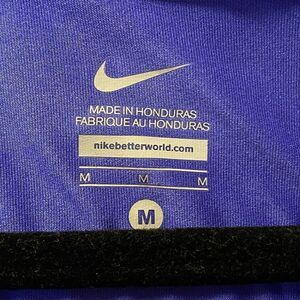 MADE IN HONDURAS
FABRIQUE AU HONDURAS
nikebetterworld.com
M M M
M